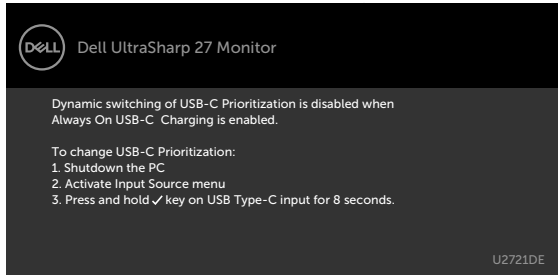 DELL
Dell UltraSharp 27 Monitor
Dynamic switching of USB-C Prioritization is disabled when
Always On USB-C Charging is enabled.
To change USB-C Prioritization:
1. Shutdown the PC
2. Activate Input Source menu
3. Press and hold ✓ key on USB Type-C input for 8 seconds.
U2721DE